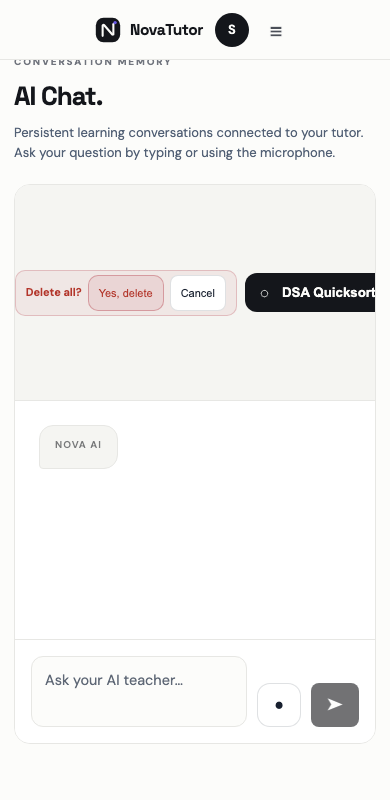 NovaTutor
S
CONVERSATION MEMORY
AI Chat.
Persistent learning conversations connected to your tutor.
Ask your question by typing or using the microphone.
Delete all? Yes, delete Cancel DSA Quicksort
NOVA AI
Ask your AI teacher...